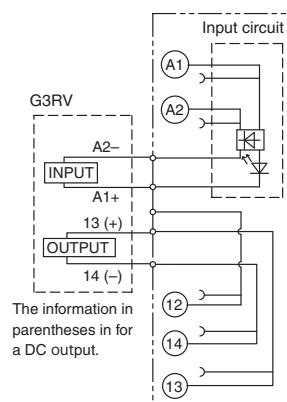 Input circuit
A1
A2
G3RV
A2–
INPUT
A1+
13 (+)
OUTPUT
14 (–)
The information in
parentheses in for
a DC output.
12
14
13